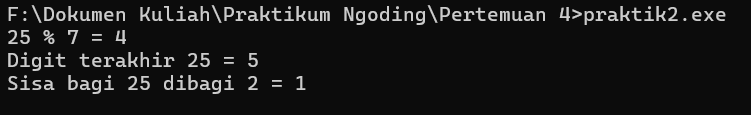 F:\Dokumen Kuliah\Praktikum Ngoding\Pertemuan 4>praktik2.exe
25 % 7 = 4
Digit terakhir 25 = 5
Sisa bagi 25 dibagi 2 = 1